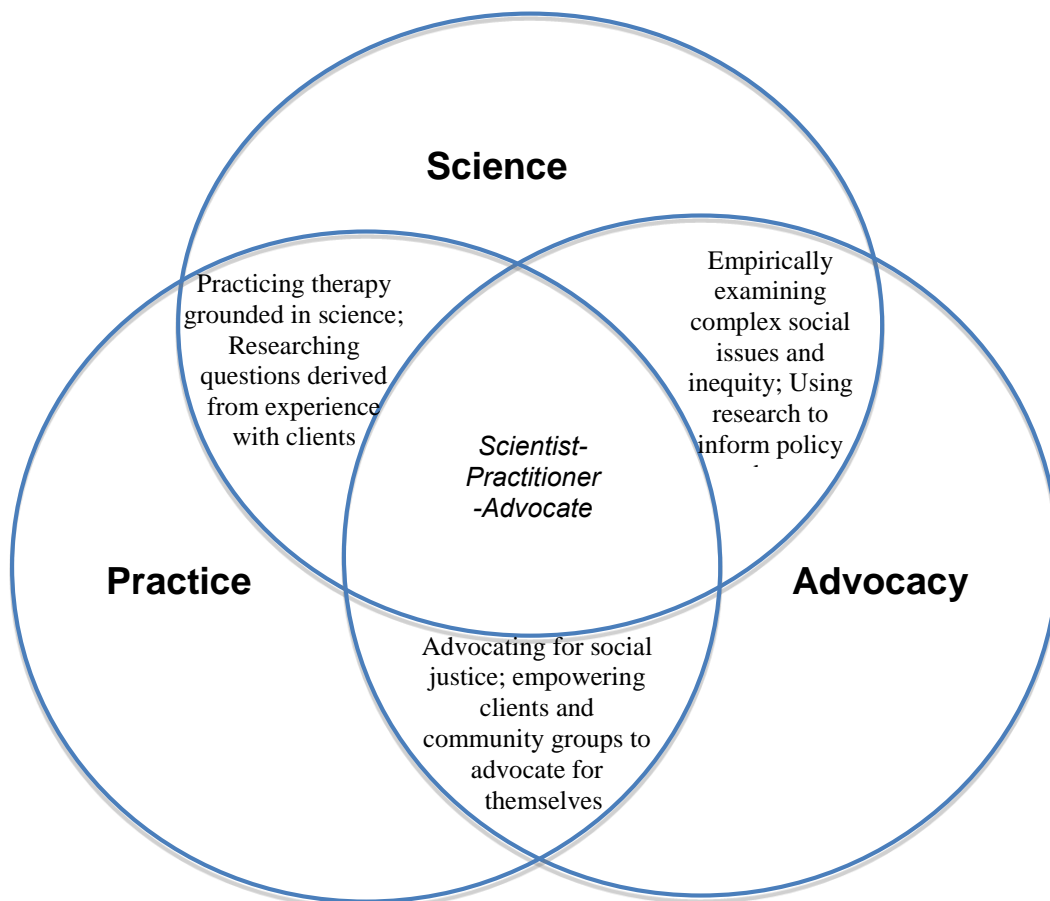 Science
Practicing therapy
grounded in science;
Researching
questions derived
from experience
with clients
Empirically
examining
complex social
issues and
inequity; Using
research to
inform policy
Scientist-
Practitioner
-Advocate
Practice
Advocacy
Advocating for social
justice; empowering
clients and
community groups to
advocate for
themselves